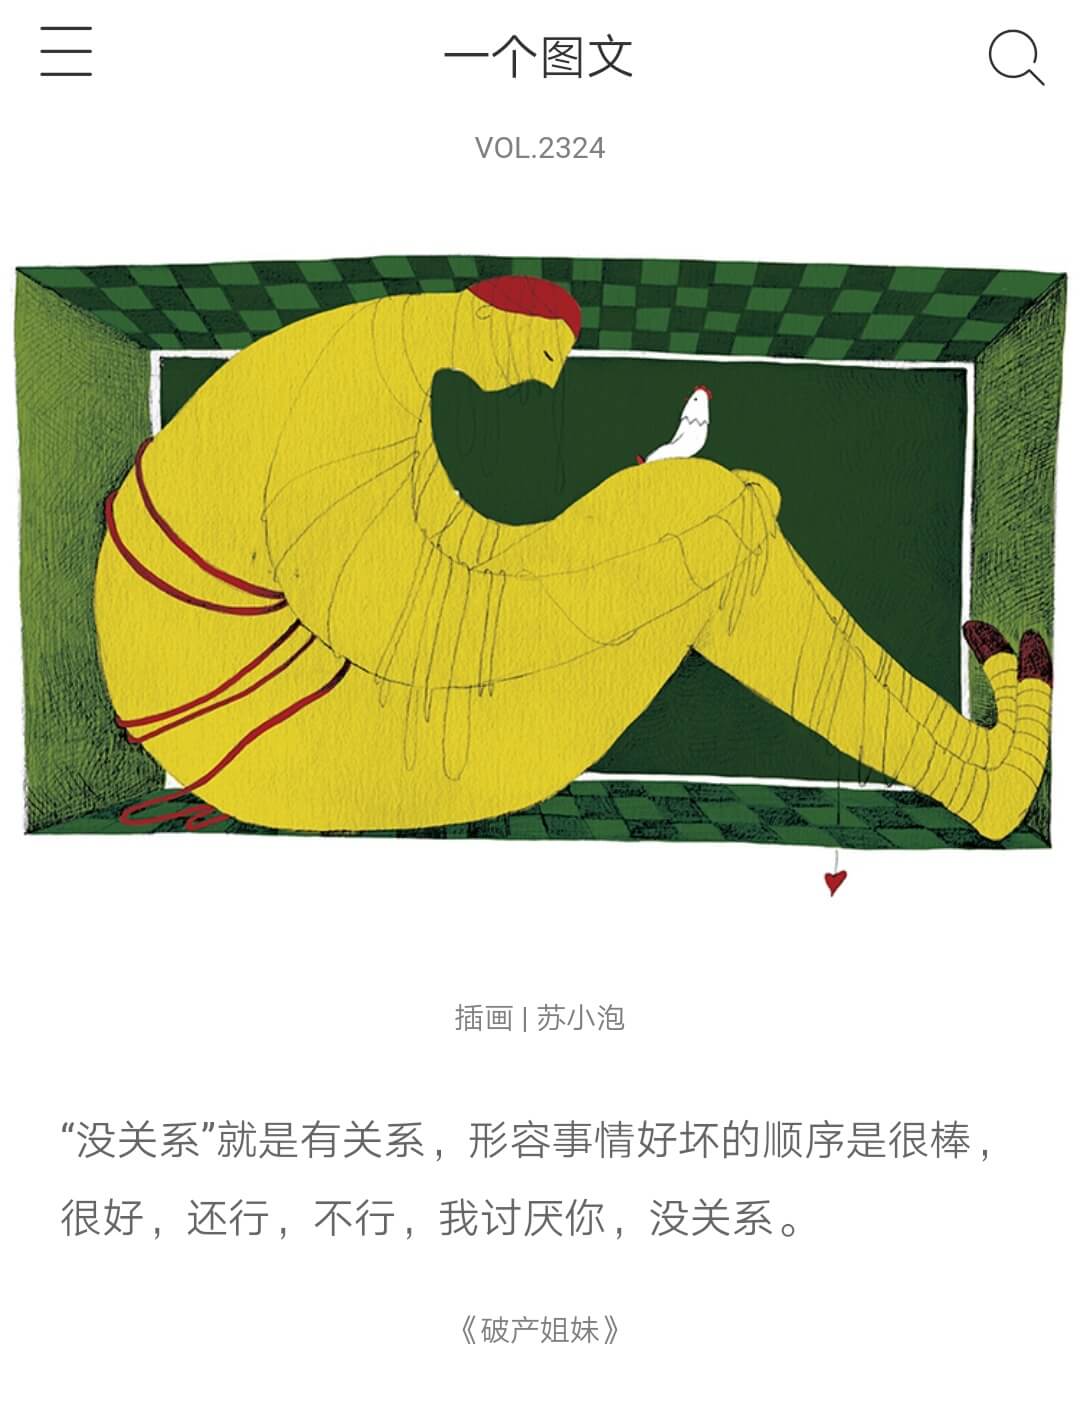 一个图文
VOL.2324
插画 | 苏小泡
“没关系”就是有关系，形容事情好坏的顺序是很棒，
很好，还行，不行，我讨厌你，没关系。
《破产姐妹》